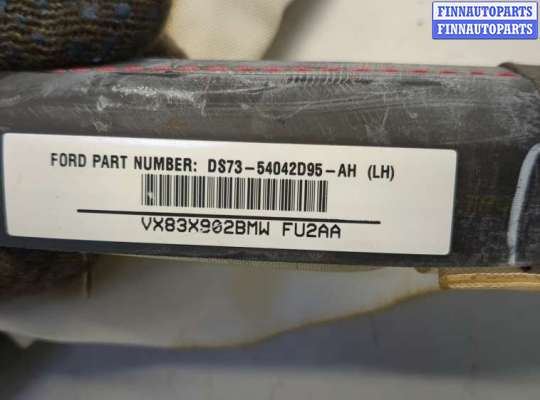 FINNAUTOPARTS
FINNAUTOPARTS
FORD PART NUMBER: DS73-54042D95-AH (LH)
VX83X902BMW FU2AA